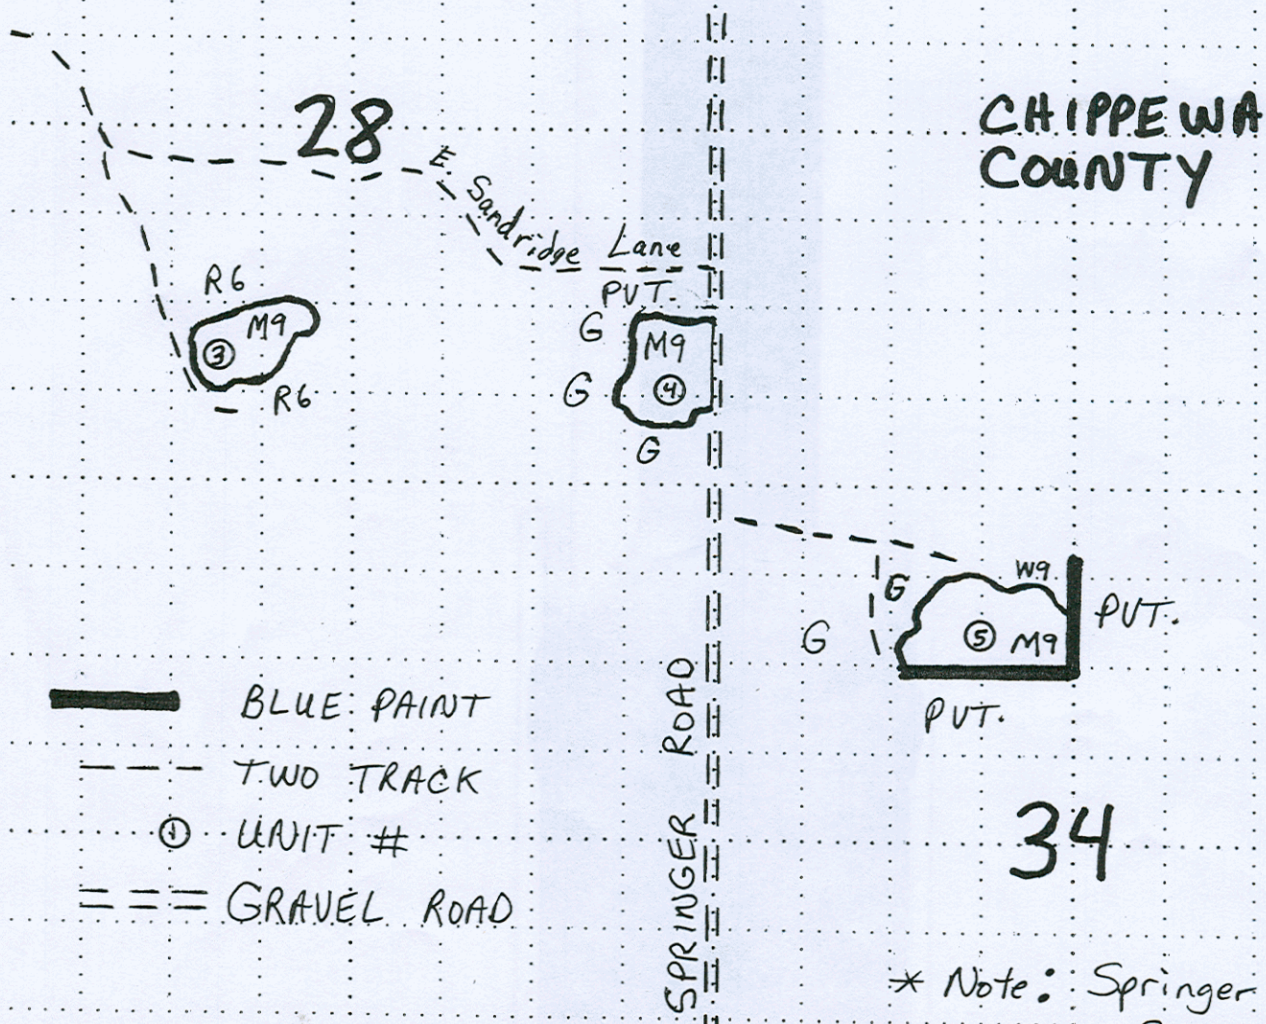 28
CHIPPEWA
COUNTY
E. Sandridge Lane
PVT.
R6
M9
3
R6
G
M9
G
4
G
W9
G
PVT.
G
5 M9
PVT.
BLUE PAINT
TWO TRACK
1 UNIT #
GRAVEL ROAD
SPRINGER ROAD
34
* Note: Springer